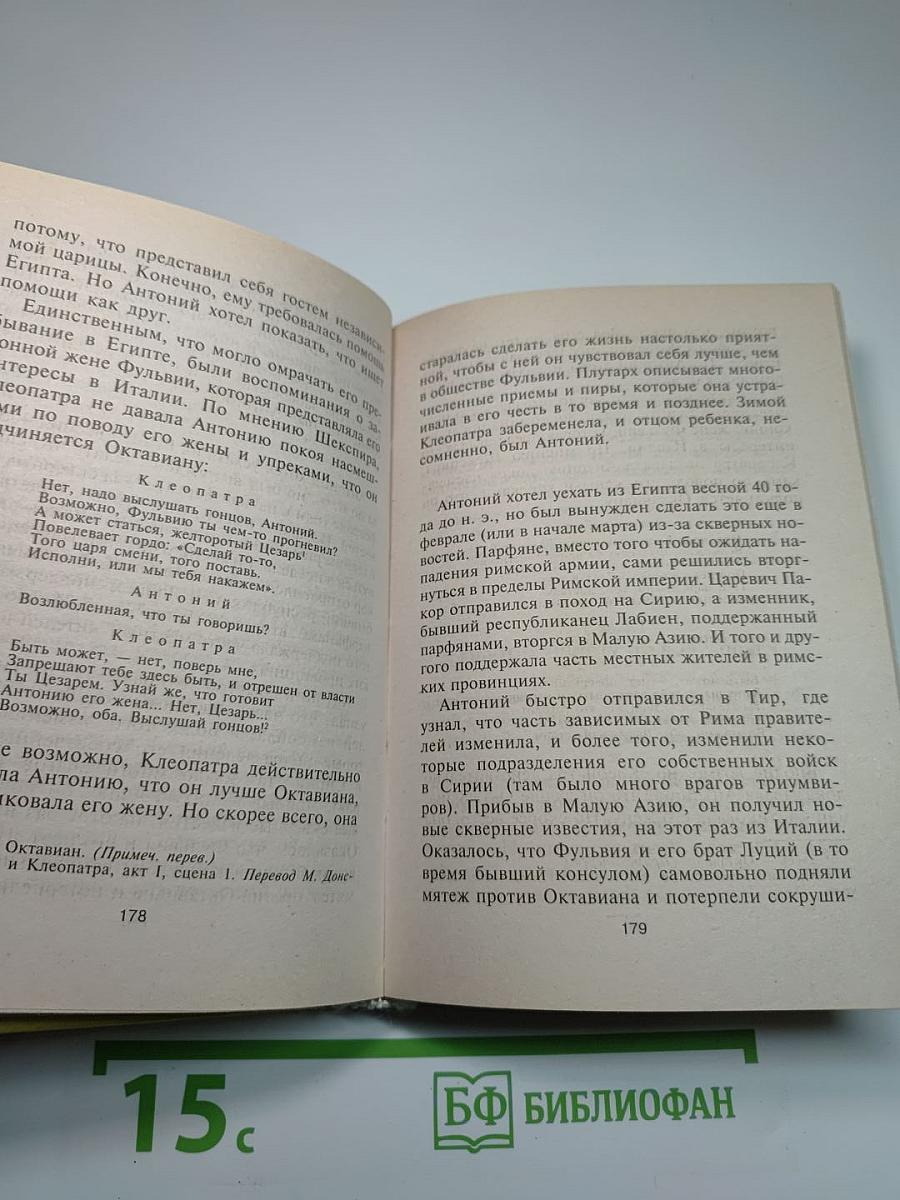 потому, что представил себя гостем независи-
мой царицы. Конечно, ему требовалась помощь
Египта. Но Антоний хотел показать, что ищет
помощи как друг.
Единственным, что могло омрачать его пре-
бывание в Египте, были воспоминания о за-
онной жене Фульвии, которая представляла его
нтересы в Италии. По мнению Шекспира,
леопатра не давала Антонию покоя насмеш-
ми по поводу его жены и упреками, что он
дчиняется Октавиану:
Клеопатра
Нет, надо выслушать гонцов, Антоний.
Возможно, Фульвию ты чем-то прогневил?
А может статься, желторотый Цезарь¹
Повелевает гордо: «Сделай то-то,
Того царя смени, того поставь.
Исполни, или мы тебя накажем».
Антоний
Возлюбленная, что ты говоришь?
Клеопатра
Быть может, — нет, поверь мне,
Запрещают тебе здесь быть, и отрешен от власти
Ты Цезарем. Узнай же, что готовит
Антонию его жена... Нет, Цезарь...
Возможно, оба. Выслушай гонцов!²
е возможно, Клеопатра действительно
ла Антонию, что он лучше Октавиана,
иковала его жену. Но скорее всего, она
Октавиан. (Примеч. перев.)
и Клеопатра, акт I, сцена 1. Перевод М. Донс-
178
старалась сделать его жизнь настолько прият-
ной, чтобы с ней он чувствовал себя лучше, чем
в обществе Фульвии. Плутарх описывает много-
численные приемы и пиры, которые она устра-
ивала в его честь в то время и позднее. Зимой
Клеопатра забеременела, и отцом ребенка, не-
сомненно, был Антоний.
Антоний хотел уехать из Египта весной 40 го-
да до н. э., но был вынужден сделать это еще в
феврале (или в начале марта) из-за скверных но-
востей. Парфяне, вместо того чтобы ожидать на-
падения римской армии, сами решились вторг-
нуться в пределы Римской империи. Царевич Па-
кор отправился в поход на Сирию, а изменник,
бывший республиканец Лабиен, поддержанный
парфянами, вторгся в Малую Азию. И того и дру-
гого поддержала часть местных жителей в римс-
ких провинциях.
Антоний быстро отправился в Тир, где
узнал, что часть зависимых от Рима правите-
лей изменила, и более того, изменили неко-
торые подразделения его собственных войск
в Сирии (там было много врагов триумви-
ров). Прибыв в Малую Азию, он получил но-
вые скверные известия, на этот раз из Италии.
Оказалось, что Фульвия и его брат Луций (в то
время бывший консулом) самовольно подняли
мятеж против Октавиана и потерпели сокруши-
179
15 с
БФ БИБЛИОФАН